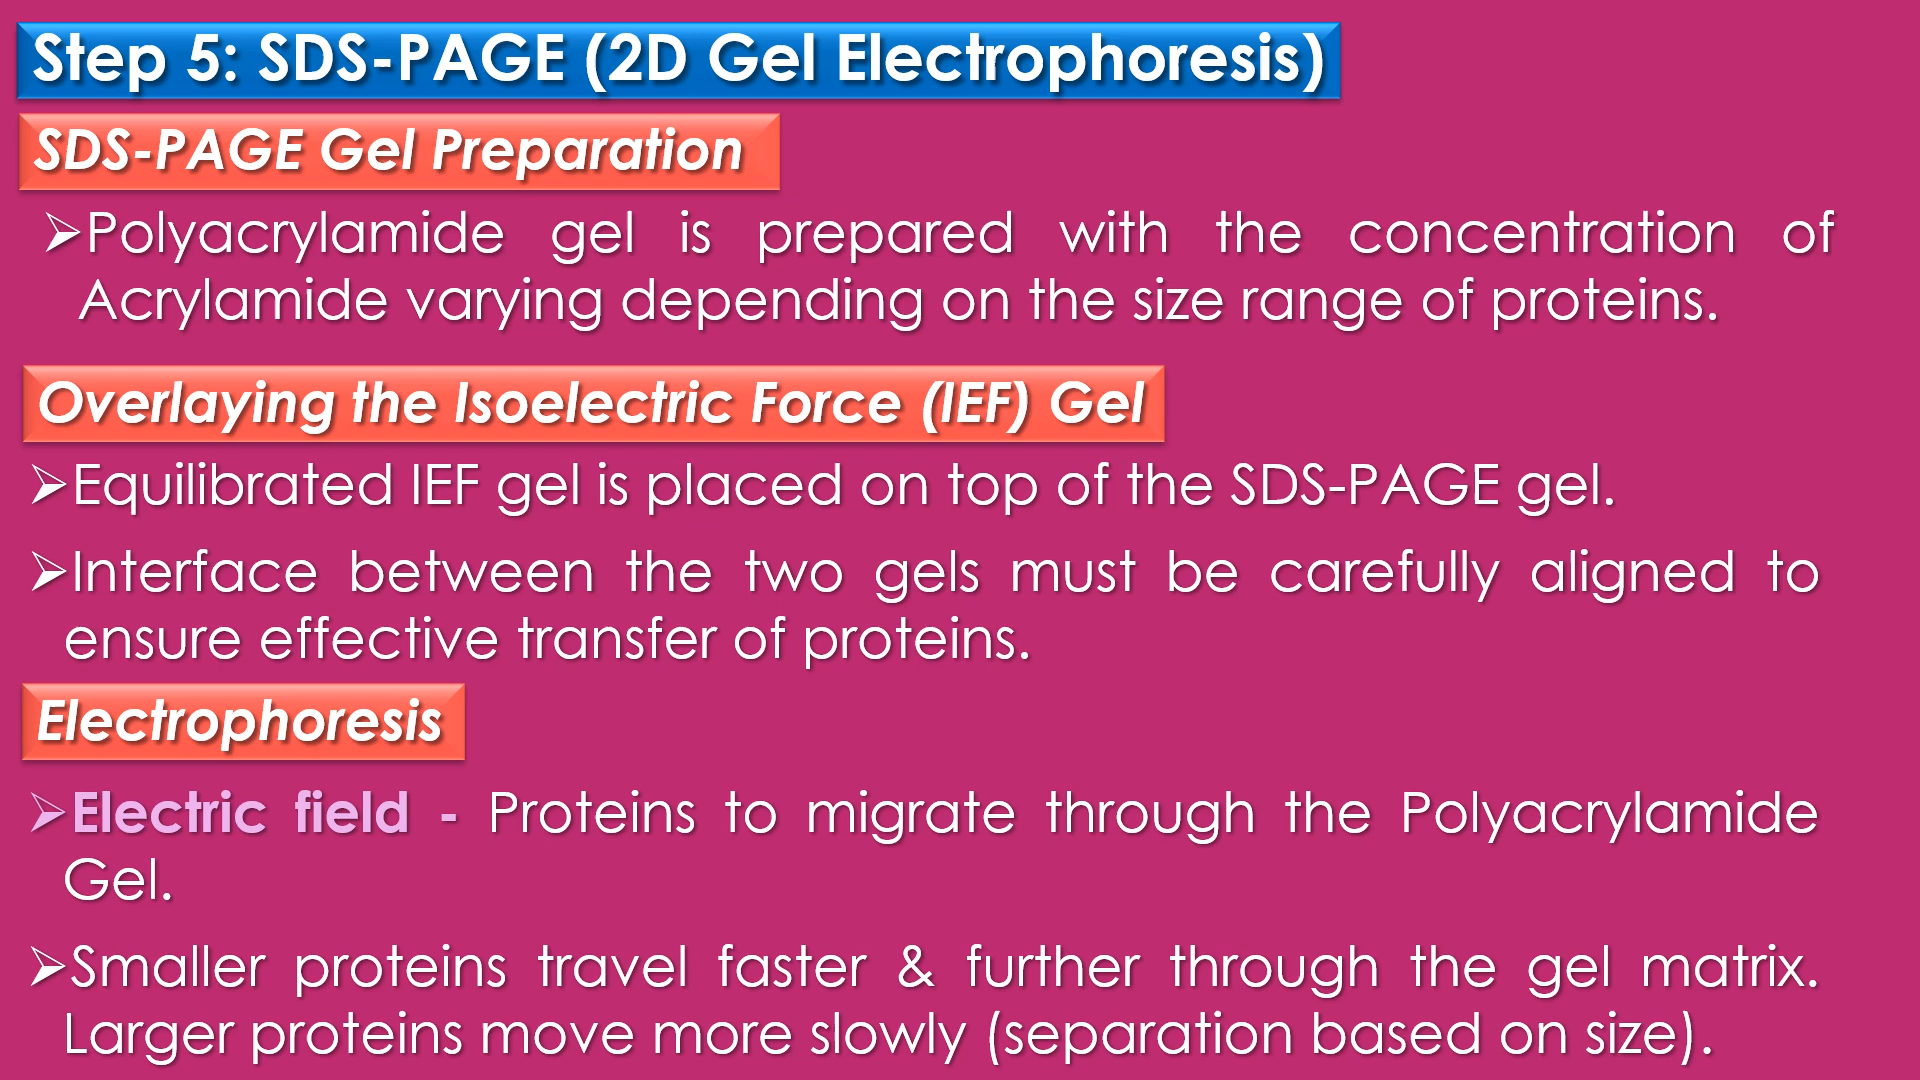 Step 5: SDS-PAGE (2D Gel Electrophoresis)
SDS-PAGE Gel Preparation
➢Polyacrylamide gel is prepared with the concentration of
Acrylamide varying depending on the size range of proteins.
Overlaying the Isoelectric Force (IEF) Gel
➢Equilibrated IEF gel is placed on top of the SDS-PAGE gel.
➢Interface between the two gels must be carefully aligned to
ensure effective transfer of proteins.
Electrophoresis
➢Electric field - Proteins to migrate through the Polyacrylamide
Gel.
➢Smaller proteins travel faster & further through the gel matrix.
Larger proteins move more slowly (separation based on size).